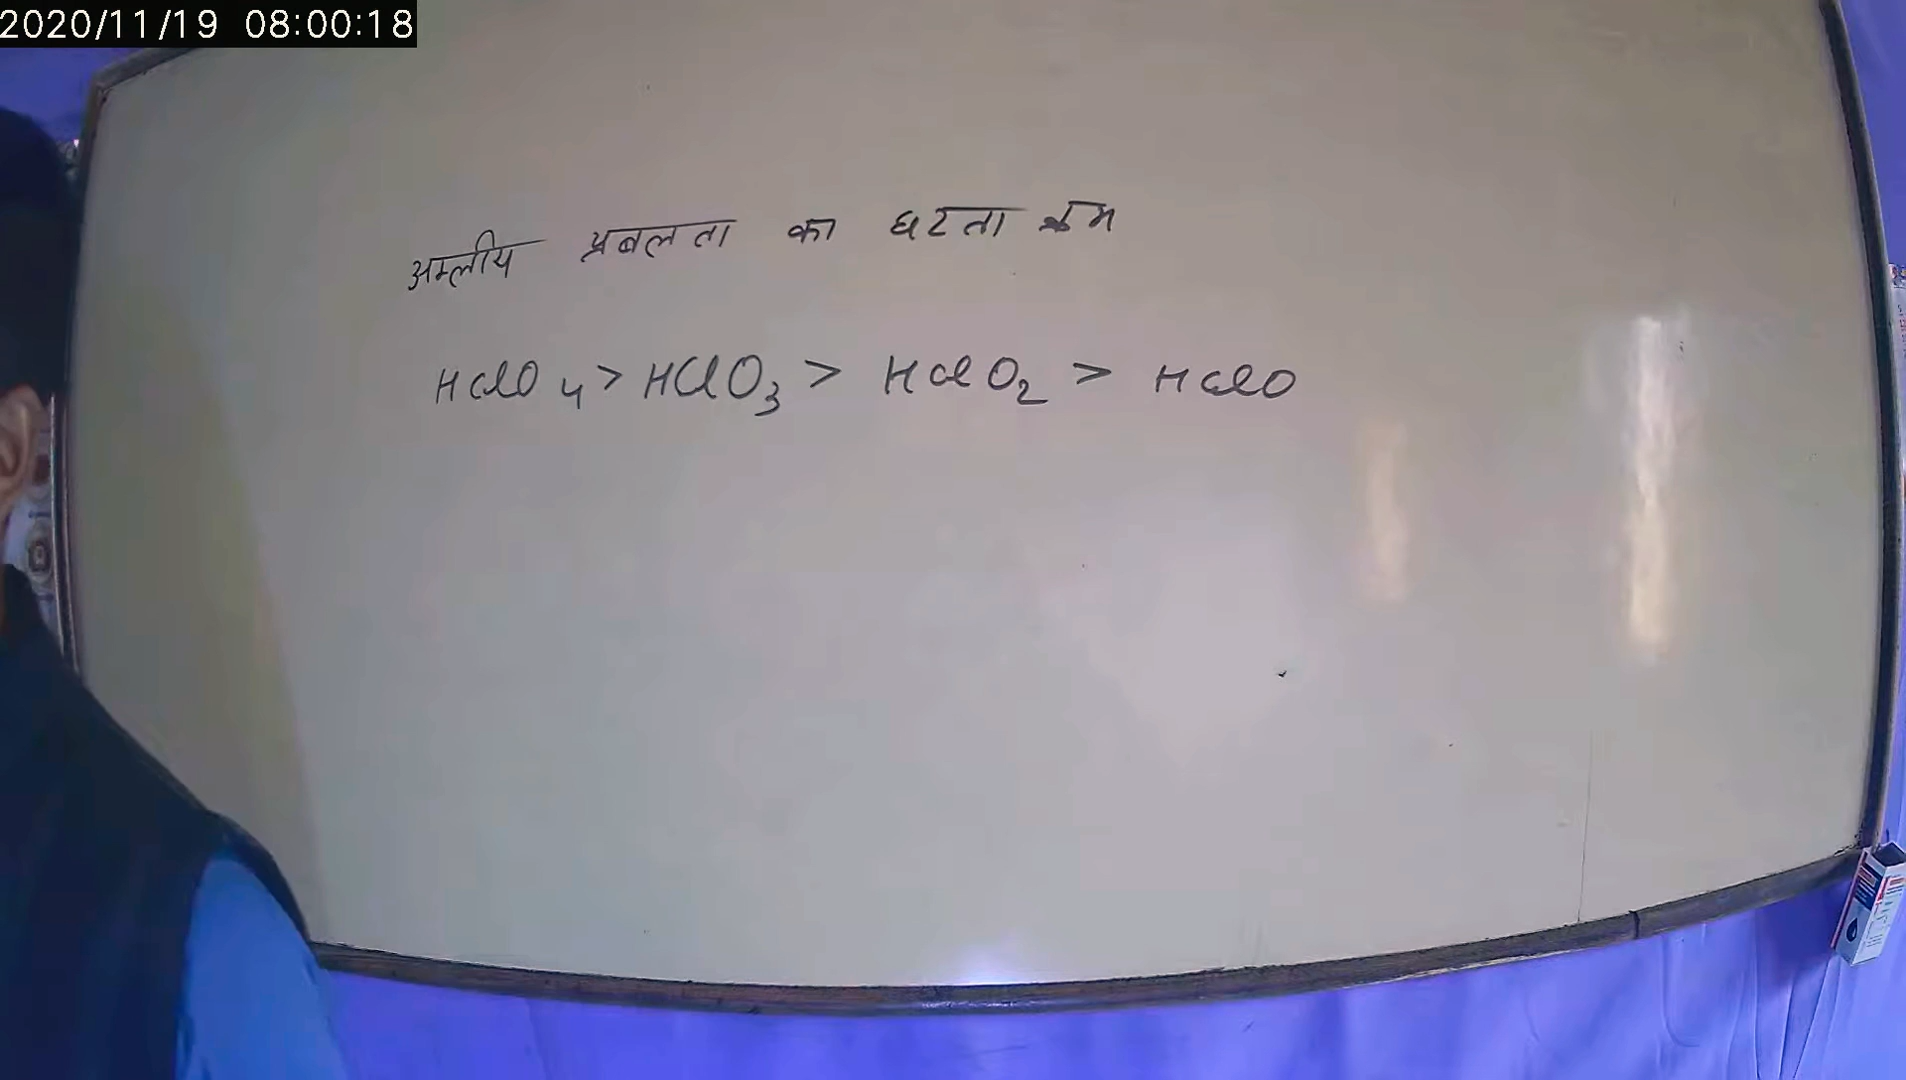 2020/11/19 08:00:18
अम्लीय प्रबलता का घटता क्रम
HClO4 > HClO3 > HClO2 > HClO